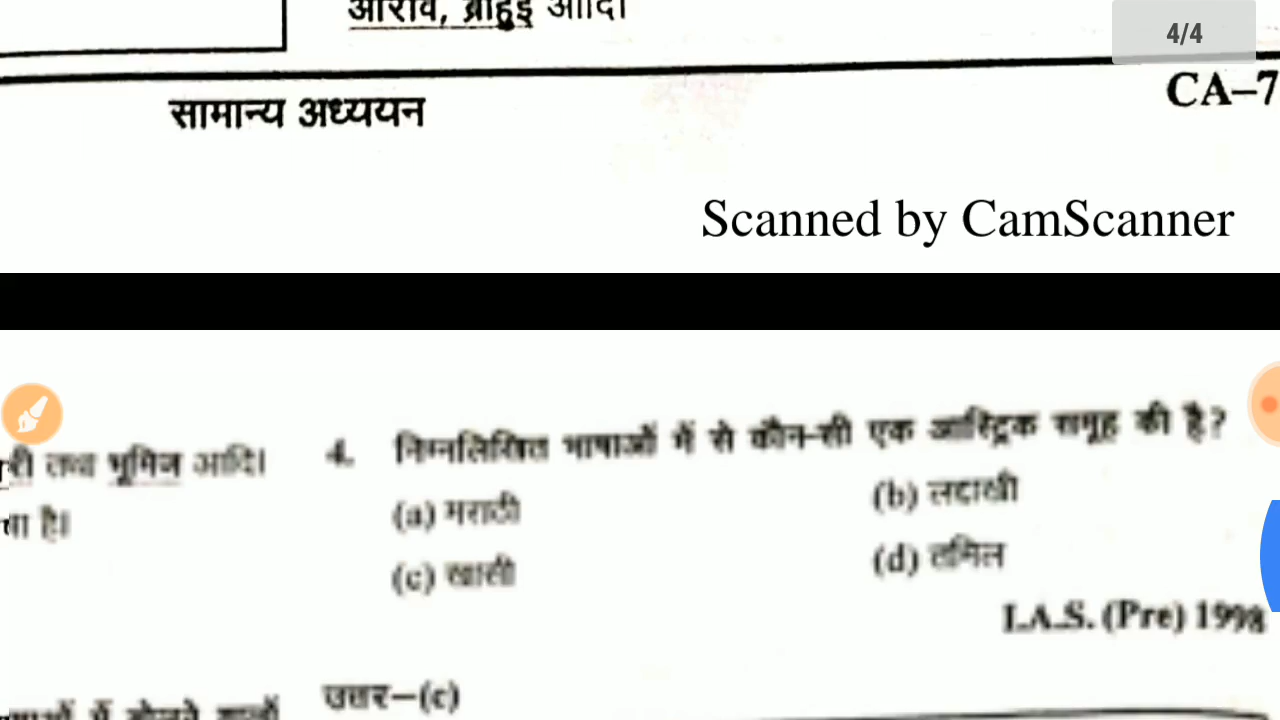 ब्राहुई आदि।
4/4
सामान्य अध्ययन
CA–7
Scanned by CamScanner
तथा भूमिज आदि।
है।
4. निम्नलिखित भाषाओं में से कौन-सी एक आस्ट्रिक समूह की है?
(a) मराठी (b) लद्दाखी
(c) खासी (d) तमिल
I.A.S. (Pre) 1998
उत्तर–(c)